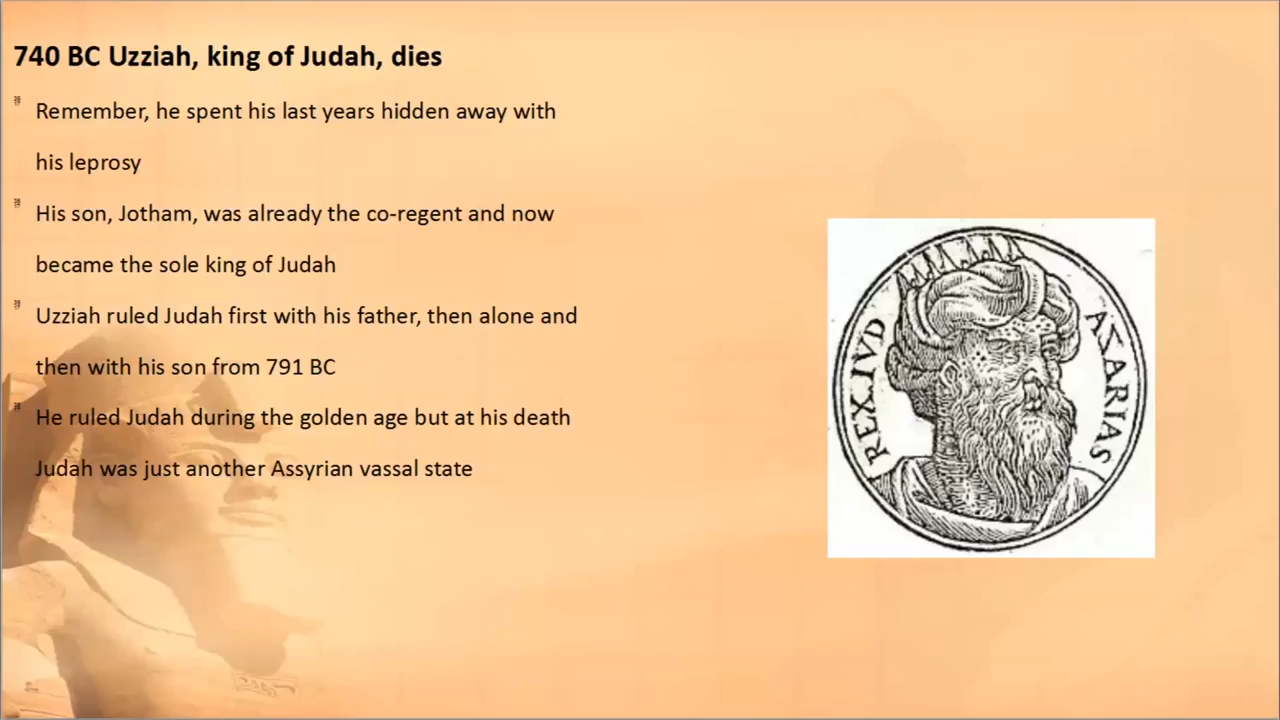 740 BC Uzziah, king of Judah, dies
Remember, he spent his last years hidden away with
his leprosy
His son, Jotham, was already the co-regent and now
became the sole king of Judah
Uzziah ruled Judah first with his father, then alone and
then with his son from 791 BC
He ruled Judah during the golden age but at his death
Judah was just another Assyrian vassal state
REX.IVD
AZARIAS